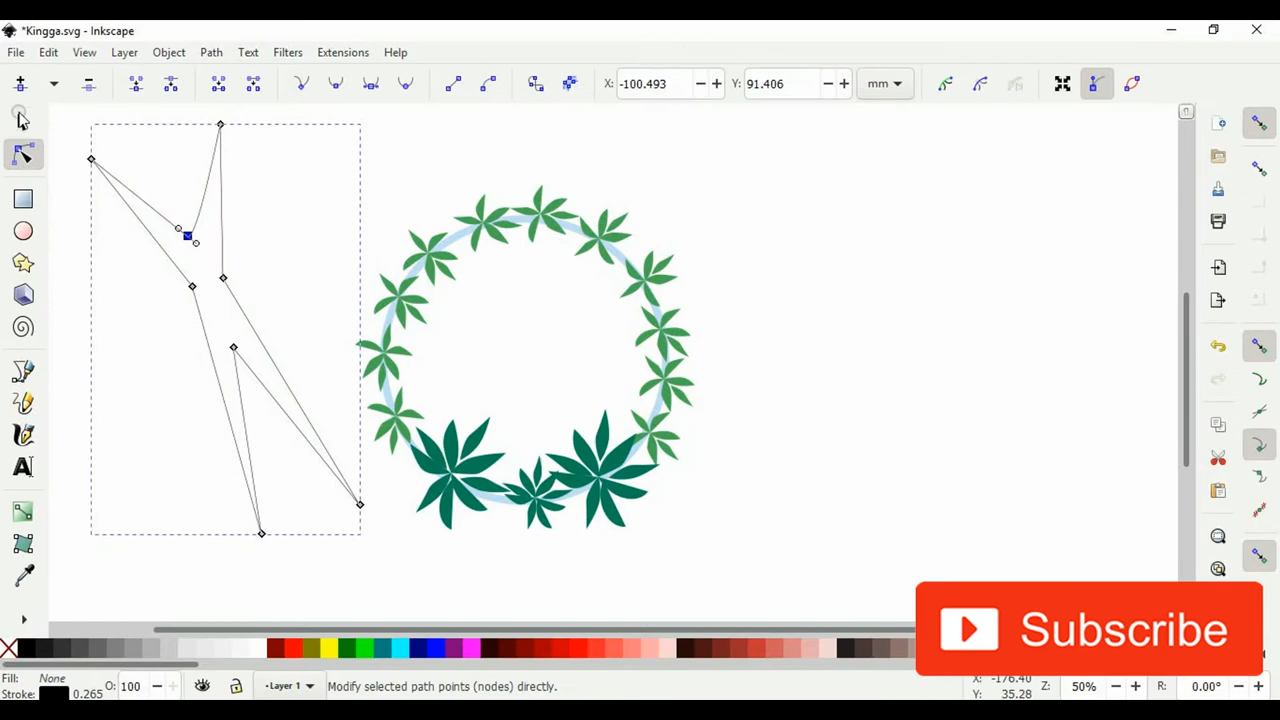 *Kingga.svg - Inkscape
File Edit View Layer Object Path Text Filters Extensions Help
X: -100.493 Y: 91.406 mm
Subscribe
Fill: None O: 100 Layer 1 Modify selected path points (nodes) directly. X: -176.40 Z: 50% R: 0.00°
Stroke: 0.265 Y: 35.28